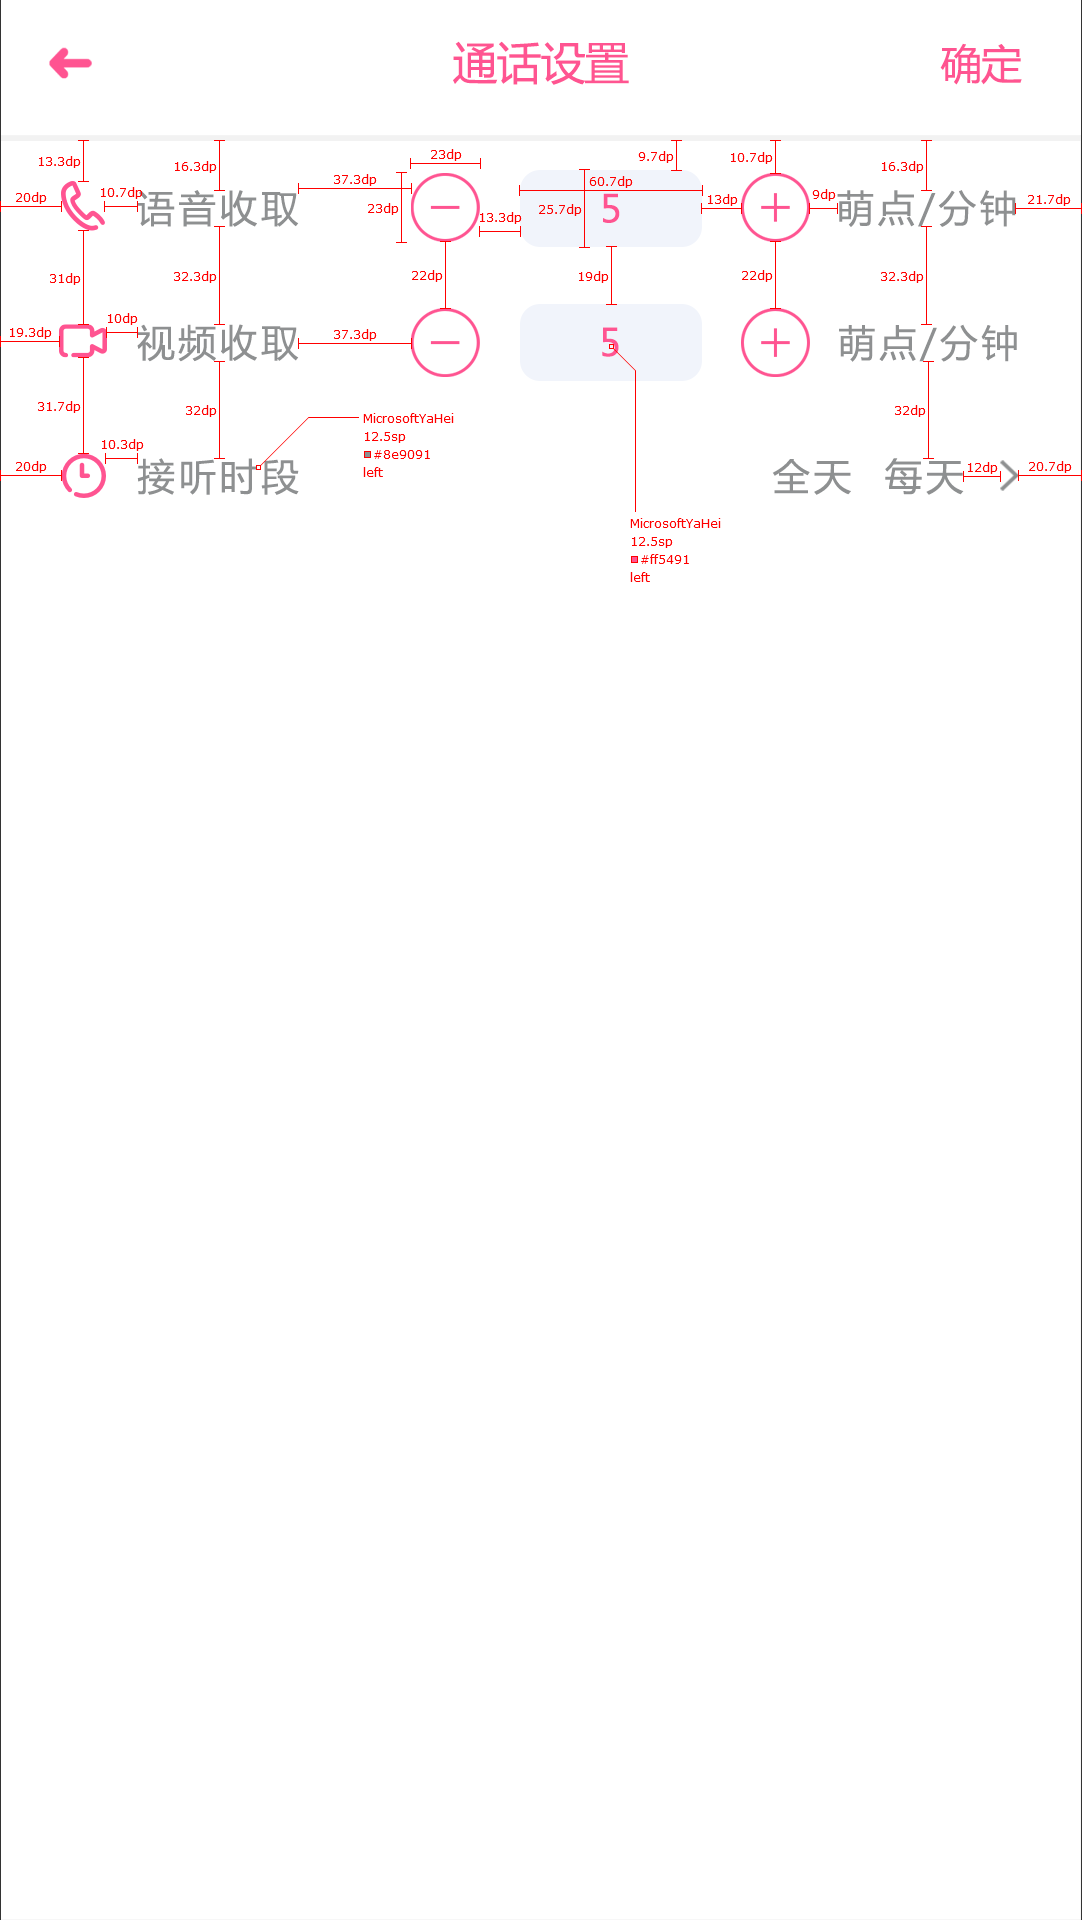 通话设置 确定
13.3dp 16.3dp 23dp 9.7dp 10.7dp 16.3dp
20dp 10.7dp 语音收取 37.3dp 23dp 13.3dp 60.7dp 25.7dp 5 13dp 9dp 萌点/分钟 21.7dp
31dp 32.3dp 22dp 19dp 22dp 32.3dp
19.3dp 10dp 视频收取 37.3dp 5 萌点/分钟
31.7dp 32dp 32dp
MicrosoftYaHei
12.5sp
#8e9091
left
20dp 10.3dp 接听时段 全天 每天 12dp 20.7dp
MicrosoftYaHei
12.5sp
#ff5491
left